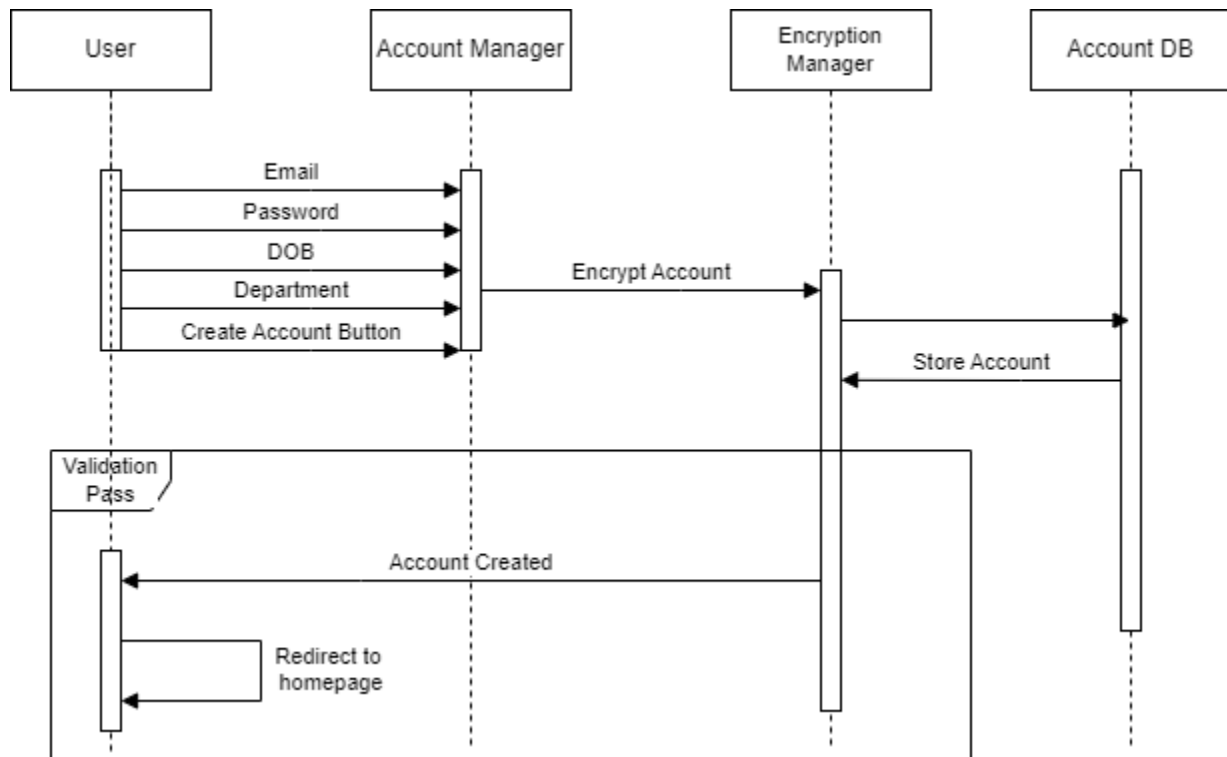 User
Account Manager
Encryption
Manager
Account DB
Email
Password
DOB
Encrypt Account
Department
Create Account Button
Store Account
Validation
Pass
Account Created
Redirect to
homepage